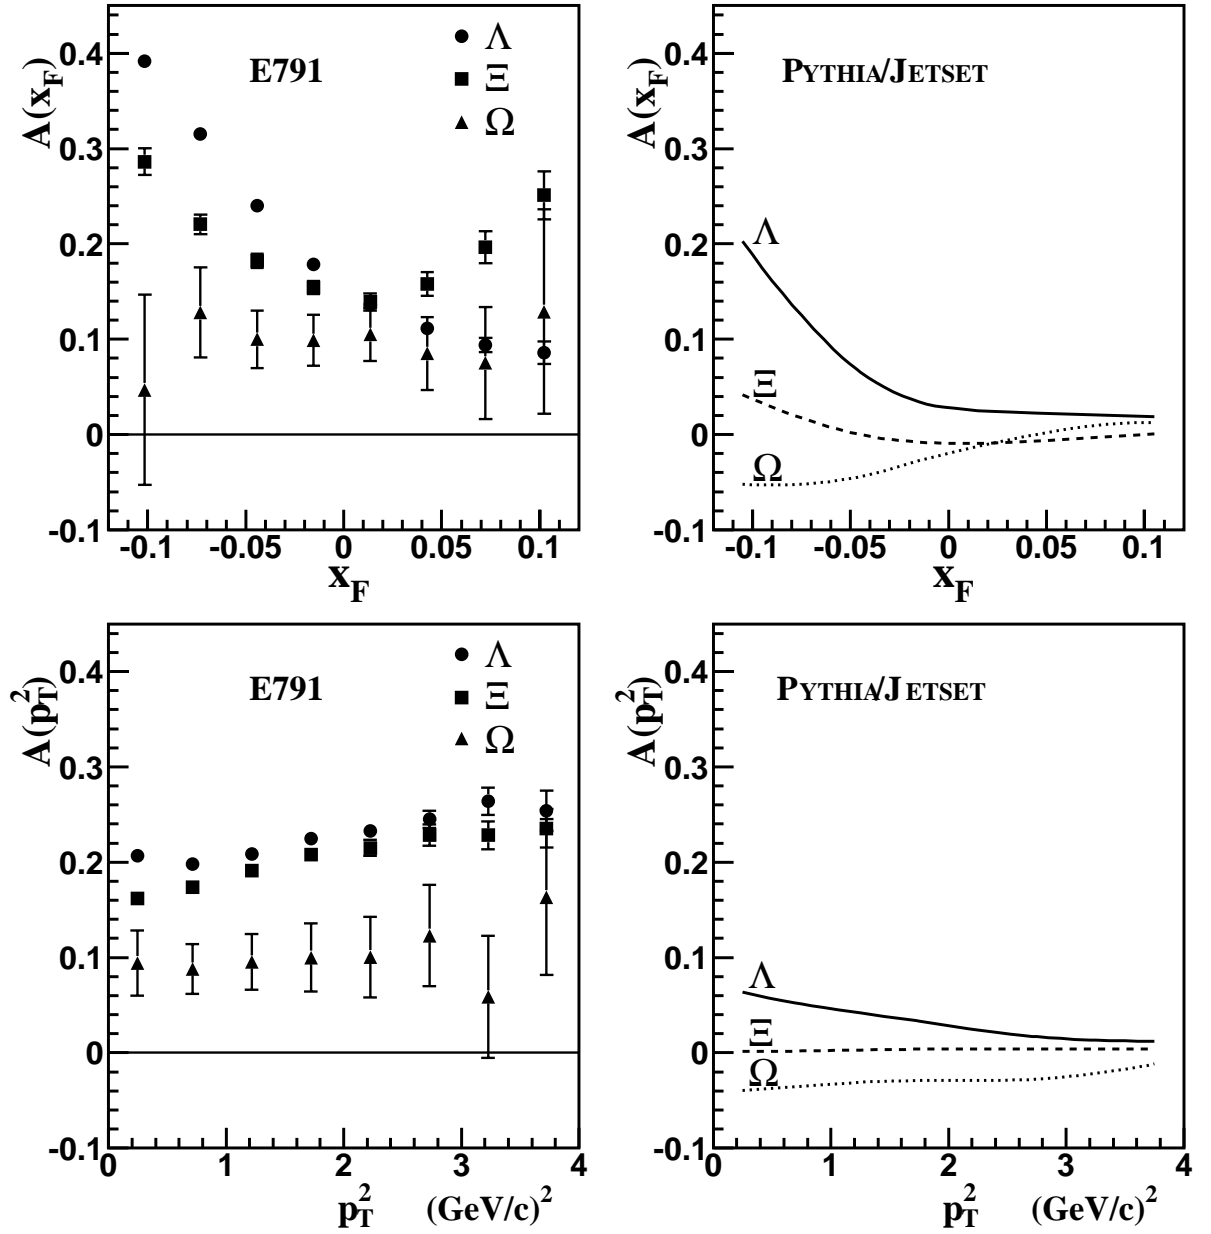 E791
Λ
Ξ
Ω
A(x_F)
0.4
0.3
0.2
0.1
0
-0.1
-0.1 -0.05 0 0.05 0.1
x_F
PYTHIA/JETSET
A(x_F)
0.4
0.3
0.2
0.1
0
-0.1
Λ
Ξ
Ω
-0.1 -0.05 0 0.05 0.1
x_F
E791
Λ
Ξ
Ω
A(p_T^2)
0.4
0.3
0.2
0.1
0
-0.1
0 1 2 3 4
p_T^2 (GeV/c)^2
PYTHIA/JETSET
A(p_T^2)
0.4
0.3
0.2
0.1
0
-0.1
Λ
Ξ
Ω
0 1 2 3 4
p_T^2 (GeV/c)^2